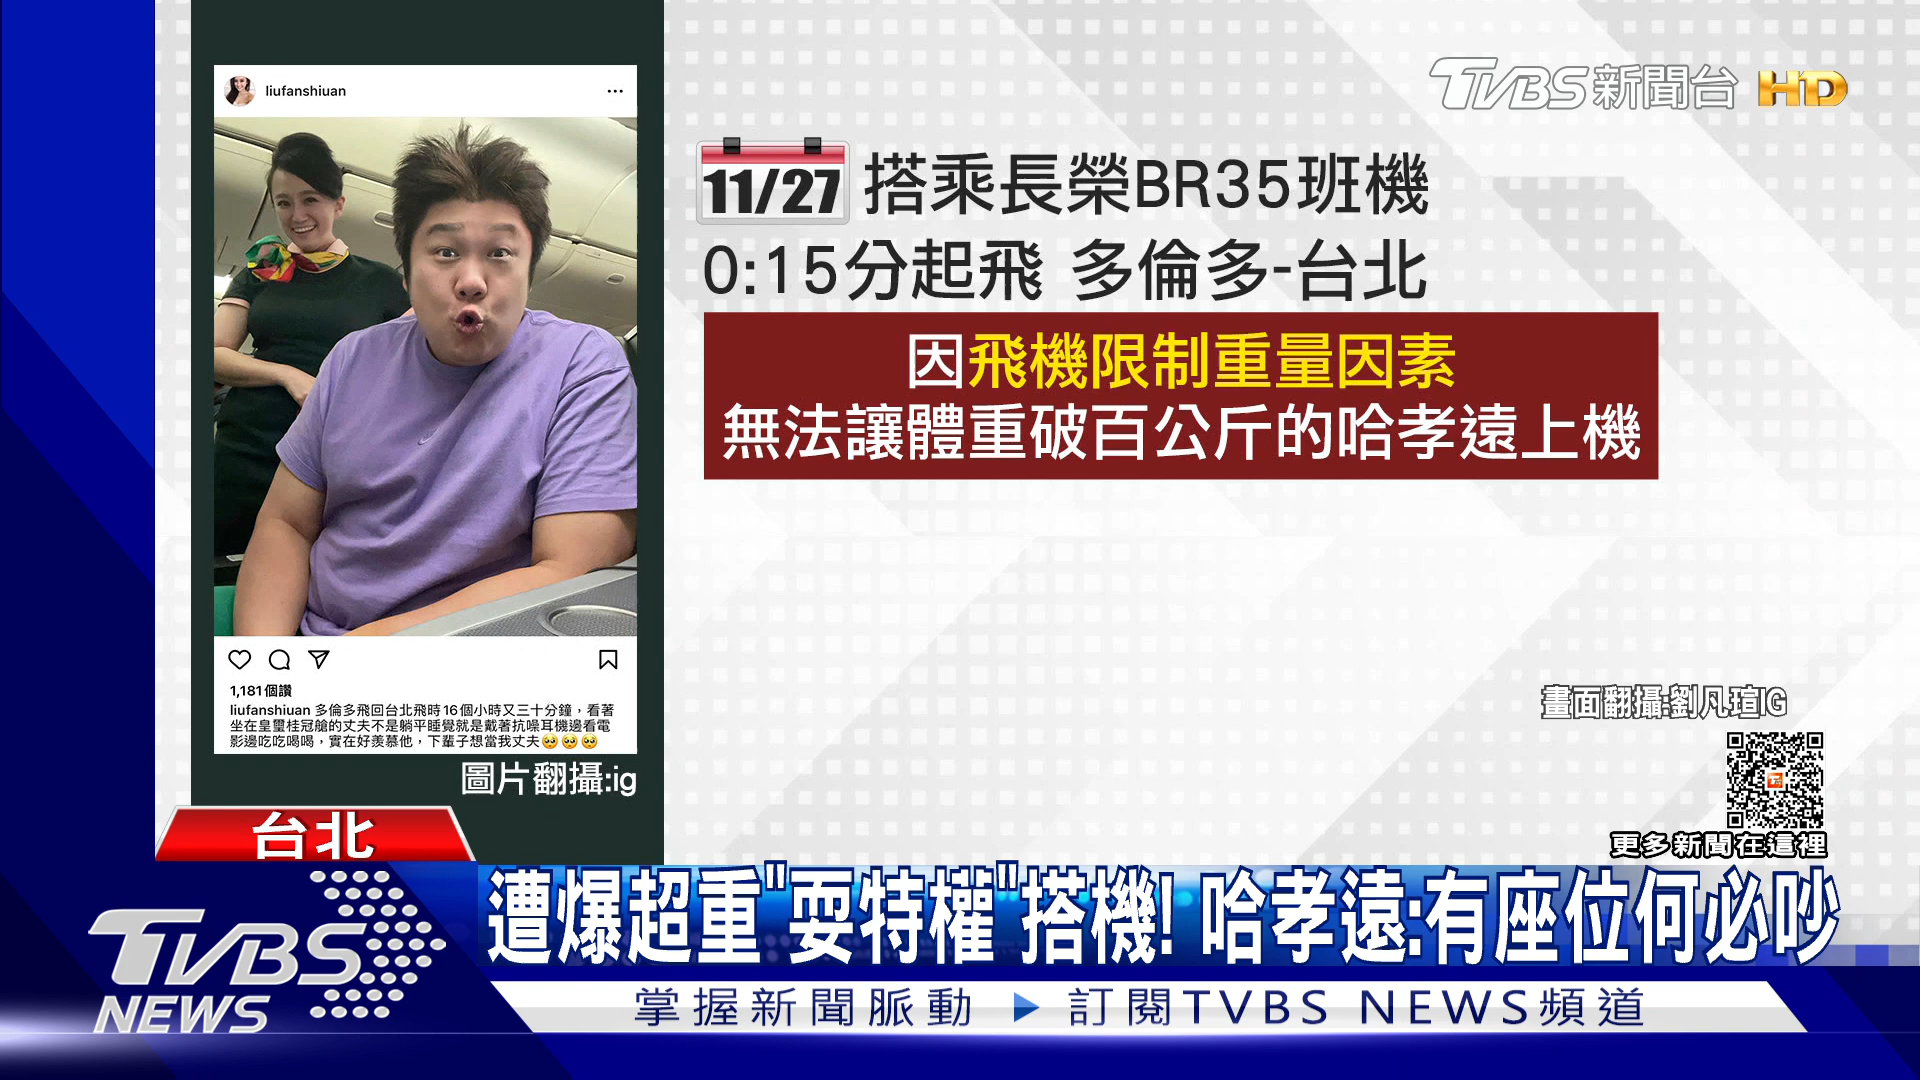 liufanshiuan
TVBS新聞台 HD
11/27 搭乘長榮BR35班機
0:15分起飛 多倫多-台北
因飛機限制重量因素
無法讓體重破百公斤的哈孝遠上機
1,181個讚
liufanshiuan 多倫多飛回台北飛時16個小時又三十分鐘，看著
坐在皇璽桂冠艙的丈夫不是躺平睡覺就是戴著抗噪耳機邊看電
影邊吃吃喝喝，實在好羨慕他，下輩子想當我丈夫🥺🥺🥺
圖片翻攝:ig
畫面翻攝:劉凡瑄IG
更多新聞在這裡
台北
遭爆超重"耍特權"搭機! 哈孝遠:有座位何必吵
TVBS
NEWS
掌握新聞脈動 ▶ 訂閱TVBS NEWS頻道